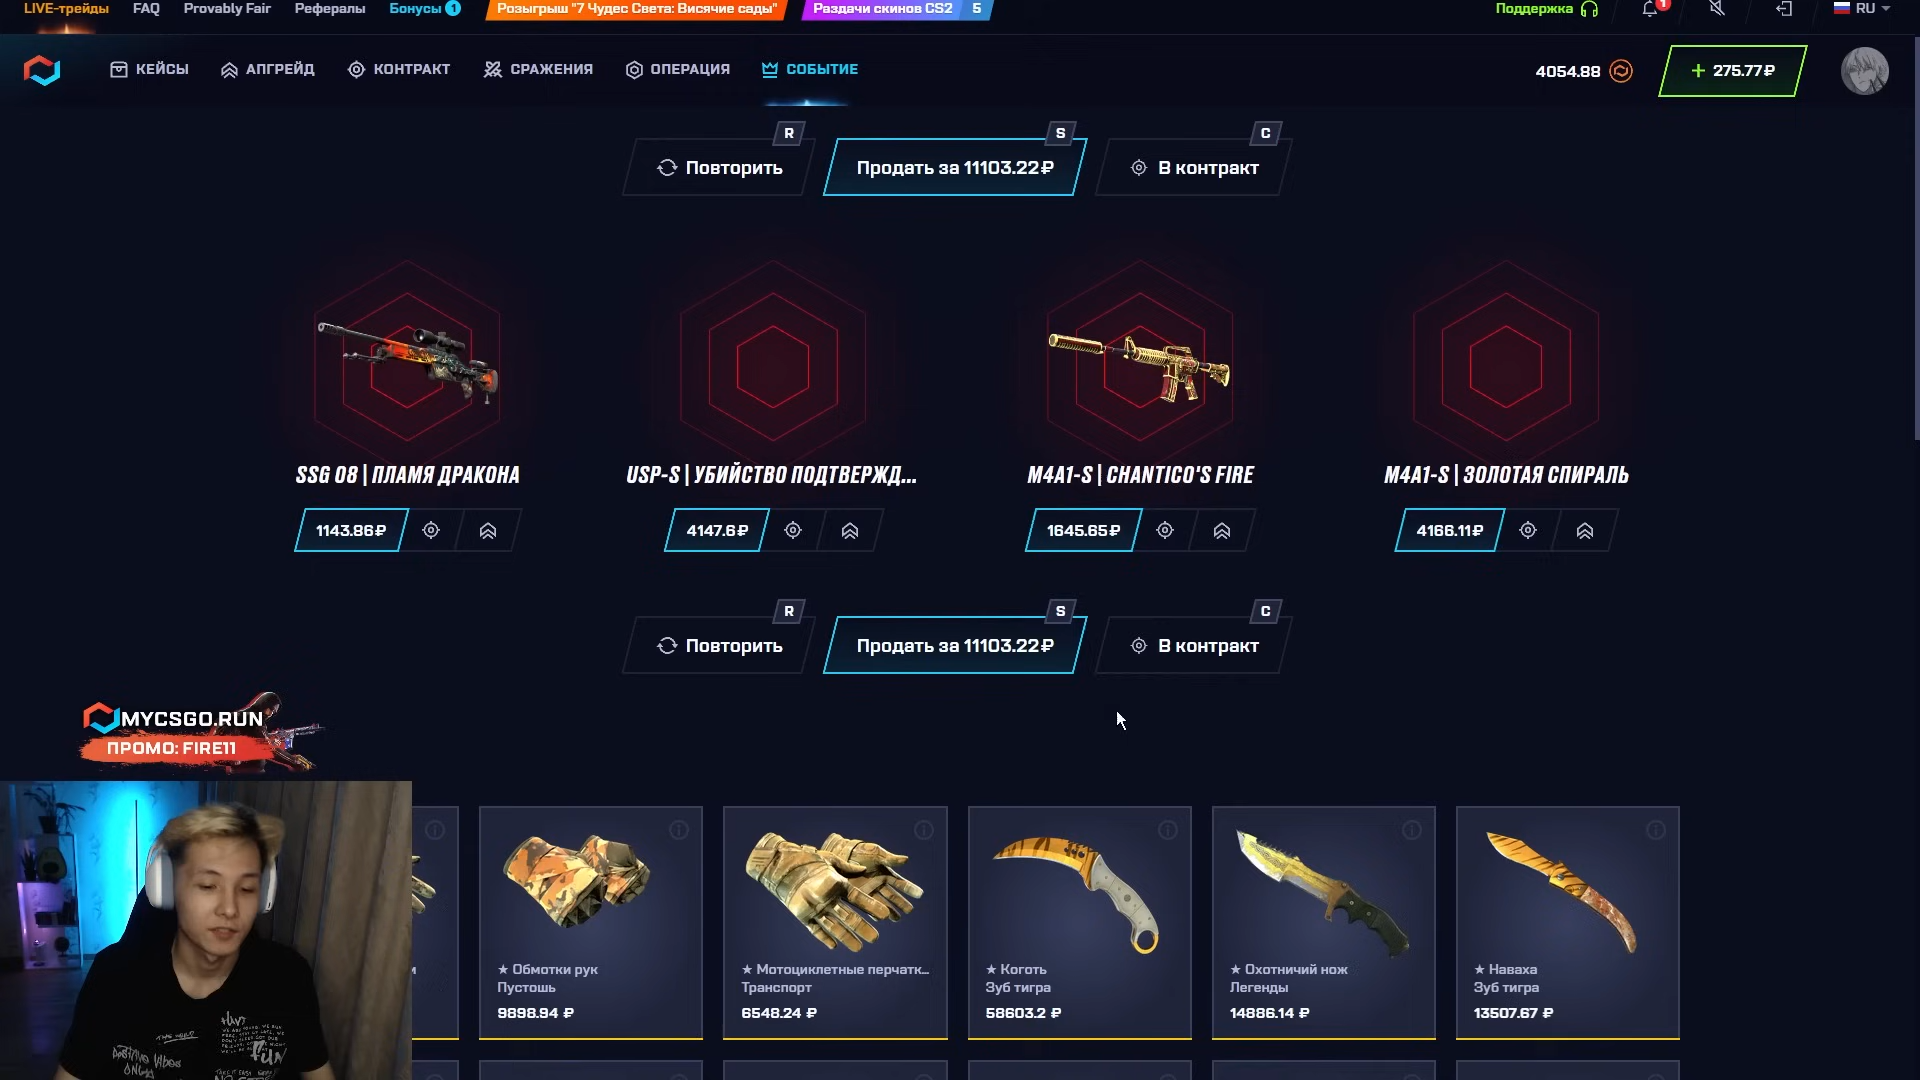 LIVE-трейды FAQ Provably Fair Рефералы Бонусы 1 Розыгрыш "7 Чудес Света: Висячие сады" Раздачи скинов CS2 5 Поддержка 1 RU
КЕЙСЫ АПГРЕЙД КОНТРАКТ СРАЖЕНИЯ ОПЕРАЦИЯ СОБЫТИЕ 4054.88 + 275.77₽
R S C
Повторить Продать за 11103.22₽ В контракт
SSG 08 | ПЛАМЯ ДРАКОНА USP-S | УБИЙСТВО ПОДТВЕРЖД... M4A1-S | CHANTICO'S FIRE M4A1-S | ЗОЛОТАЯ СПИРАЛЬ
1143.86₽ 4147.6₽ 1645.65₽ 4166.11₽
R S C
Повторить Продать за 11103.22₽ В контракт
MYCSGO.RUN
ПРОМО: FIRE11
★ Обмотки рук ★ Мотоциклетные перчатк... ★ Коготь ★ Охотничий нож ★ Наваха
Пустошь Транспорт Зуб тигра Легенды Зуб тигра
9898.94 ₽ 6548.24 ₽ 58603.2 ₽ 14886.14 ₽ 13507.67 ₽